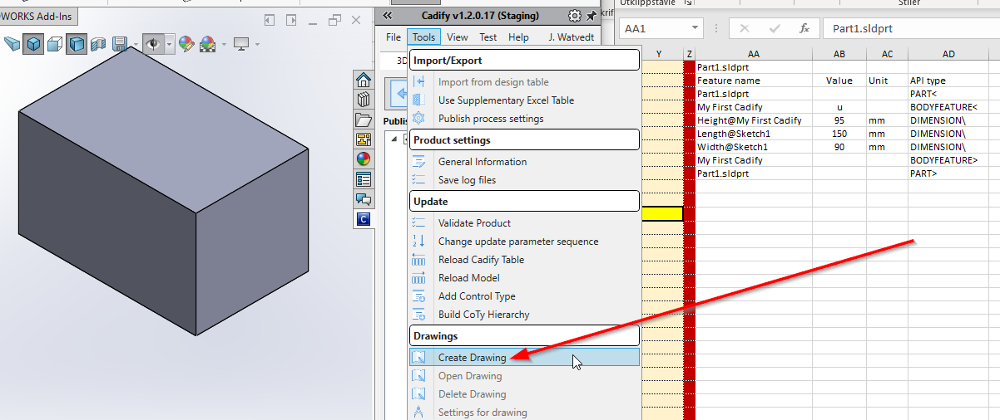 OWORKS Add-Ins
Cadify v1.2.0.17 (Staging)
File Tools View Test Help J. Watvedt
3D
Publis
Import/Export
Import from design table
Use Supplementary Excel Table
Publish process settings
Product settings
General Information
Save log files
Update
Validate Product
Change update parameter sequence
Reload Cadify Table
Reload Model
Add Control Type
Build CoTy Hierarchy
Drawings
Create Drawing
Open Drawing
Delete Drawing
Settings for drawing
C
Utklippstavle
krif
Stiler
AA1
fx
Part1.sldprt
Y Z AA AB AC AD
Part1.sldprt
Feature name Value Unit API type
Part1.sldprt PART<
My First Cadify u BODYFEATURE<
Height@My First Cadify 95 mm DIMENSION\
Length@Sketch1 150 mm DIMENSION\
Width@Sketch1 90 mm DIMENSION\
My First Cadify BODYFEATURE>
Part1.sldprt PART>